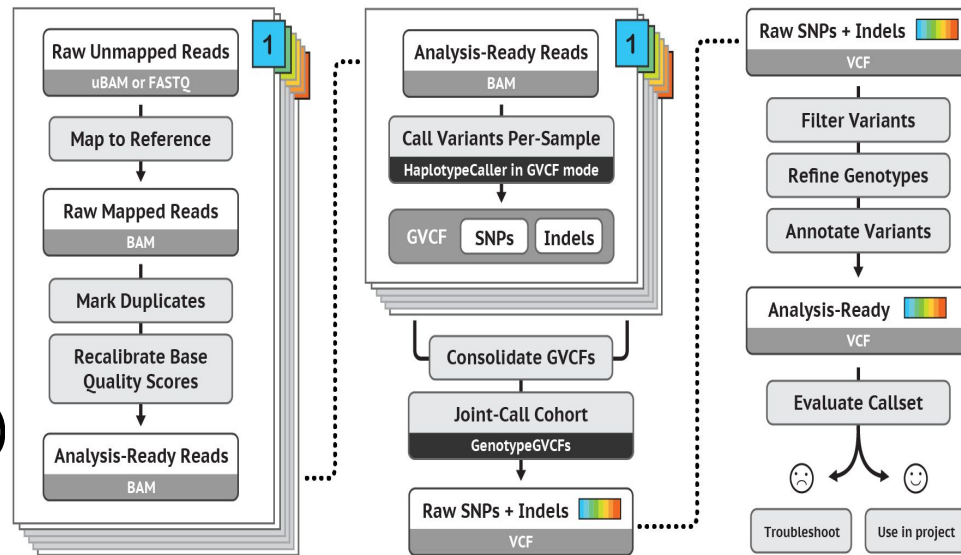 1
Raw Unmapped Reads
uBAM or FASTQ
Map to Reference
Raw Mapped Reads
BAM
Mark Duplicates
Recalibrate Base
Quality Scores
Analysis-Ready Reads
BAM
1
Analysis-Ready Reads
BAM
Call Variants Per-Sample
HaplotypeCaller in GVCF mode
GVCF SNPs Indels
Consolidate GVCFs
Joint-Call Cohort
GenotypeGVCFs
Raw SNPs + Indels
VCF
Raw SNPs + Indels
VCF
Filter Variants
Refine Genotypes
Annotate Variants
Analysis-Ready
VCF
Evaluate Callset
Troubleshoot Use in project